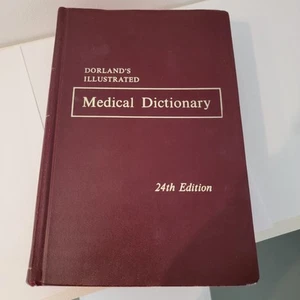 DORLAND'S
ILLUSTRATED
Medical Dictionary
24th Edition